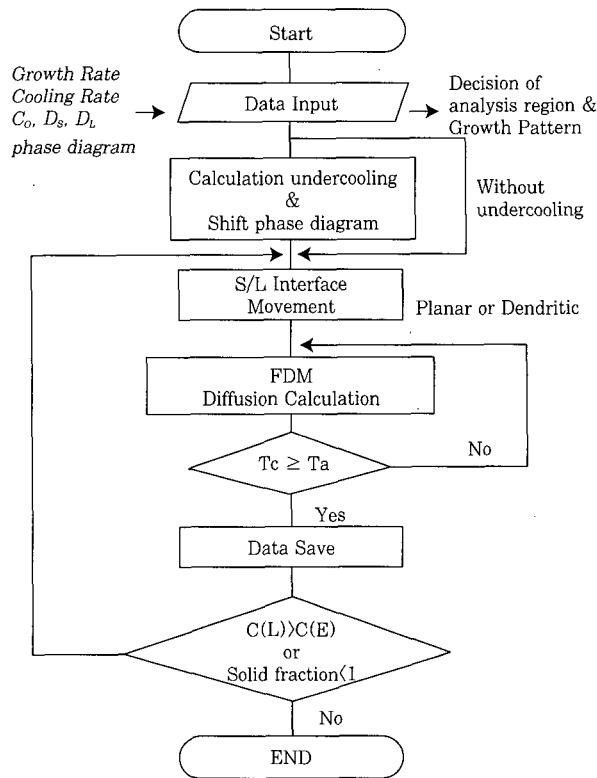 Start
Growth Rate
Cooling Rate
C₀, Dₛ, D_L
phase diagram
Data Input
Decision of
analysis region &
Growth Pattern
Calculation undercooling
&
Shift phase diagram
Without
undercooling
S/L Interface
Movement
Planar or Dendritic
FDM
Diffusion Calculation
Tc ≥ Ta
No
Yes
Data Save
C(L)〉C(E)
or
Solid fraction〈1
No
END